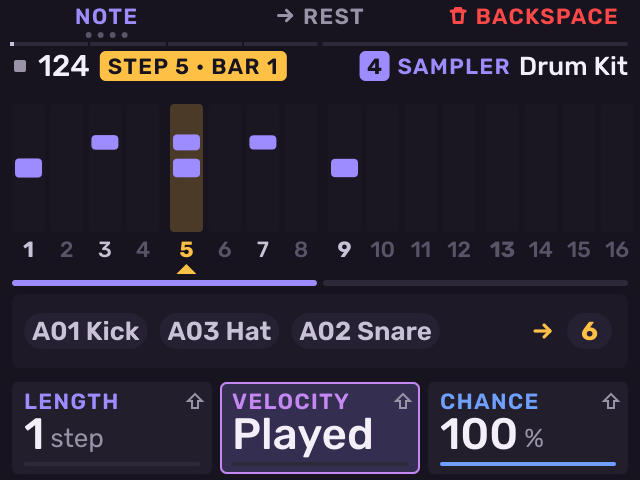 NOTE → REST BACKSPACE
124 STEP 5 • BAR 1 4 SAMPLER Drum Kit
1 2 3 4 5 6 7 8 9 10 11 12 13 14 15 16
A01 Kick A03 Hat A02 Snare → 6
LENGTH VELOCITY CHANCE
1 step Played 100 %